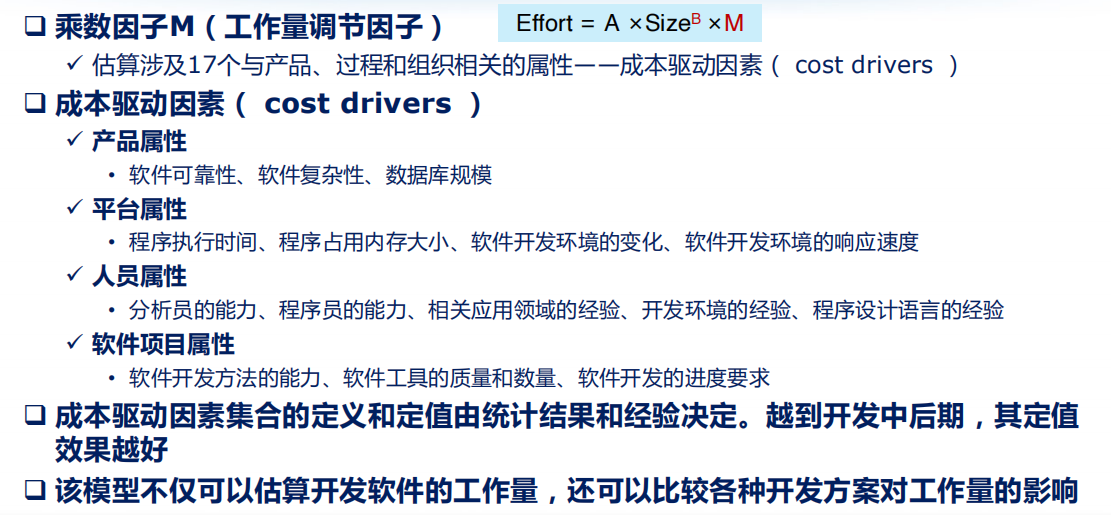 乘数因子M（工作量调节因子）
Effort = A ×Sizeᴮ ×M
估算涉及17个与产品、过程和组织相关的属性——成本驱动因素（ cost drivers ）
成本驱动因素（ cost drivers ）
产品属性
• 软件可靠性、软件复杂性、数据库规模
平台属性
• 程序执行时间、程序占用内存大小、软件开发环境的变化、软件开发环境的响应速度
人员属性
• 分析员的能力、程序员的能力、相关应用领域的经验、开发环境的经验、程序设计语言的经验
软件项目属性
• 软件开发方法的能力、软件工具的质量和数量、软件开发的进度要求
成本驱动因素集合的定义和定值由统计结果和经验决定。越到开发中后期，其定值
效果越好
该模型不仅可以估算开发软件的工作量，还可以比较各种开发方案对工作量的影响